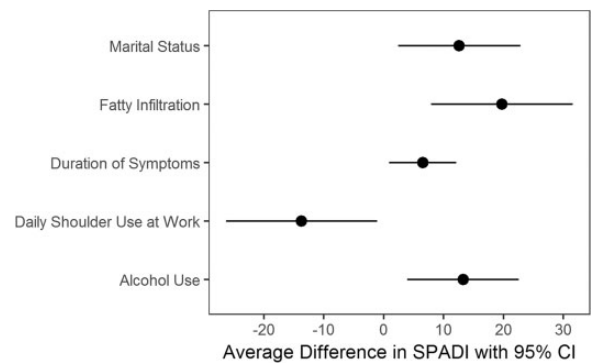 Marital Status
Fatty Infiltration
Duration of Symptoms
Daily Shoulder Use at Work
Alcohol Use
-20 -10 0 10 20 30
Average Difference in SPADI with 95% CI